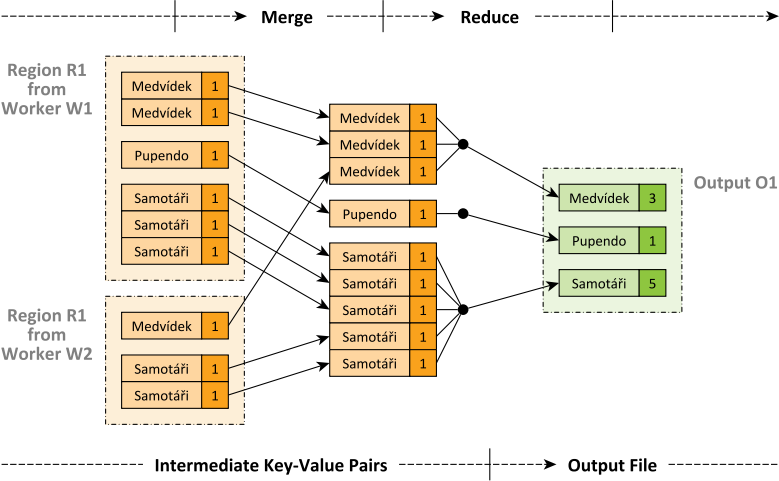 Merge Reduce
Region R1
from
Worker W1
Medvídek 1
Medvídek 1
Pupendo 1
Samotáři 1
Samotáři 1
Samotáři 1
Region R1
from
Worker W2
Medvídek 1
Samotáři 1
Samotáři 1
Medvídek 1
Medvídek 1
Medvídek 1
Pupendo 1
Samotáři 1
Samotáři 1
Samotáři 1
Samotáři 1
Samotáři 1
Output O1
Medvídek 3
Pupendo 1
Samotáři 5
Intermediate Key-Value Pairs Output File